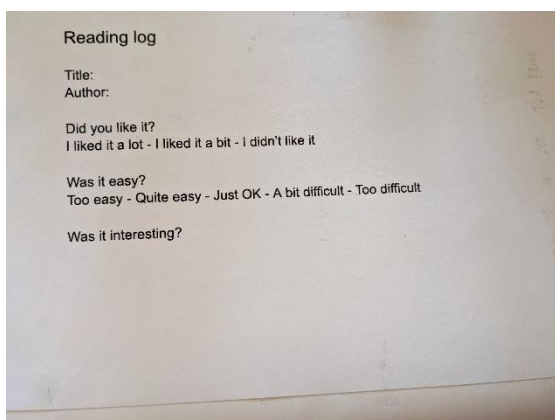 Reading log
Title:
Author:
Did you like it?
I liked it a lot - I liked it a bit - I didn't like it
Was it easy?
Too easy - Quite easy - Just OK - A bit difficult - Too difficult
Was it interesting?